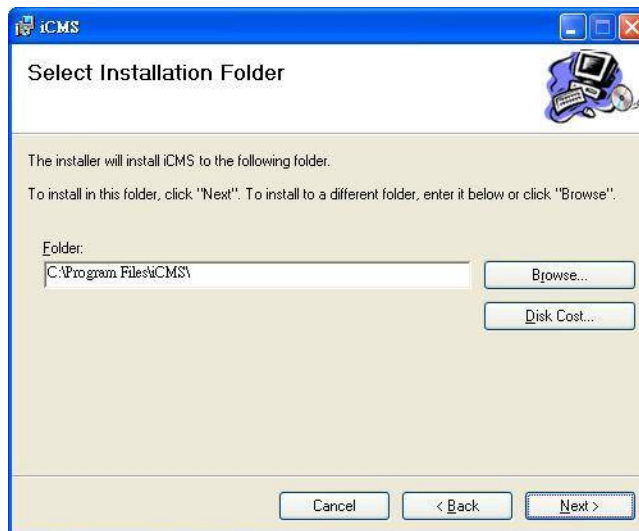 iCMS
Select Installation Folder
The installer will install iCMS to the following folder.
To install in this folder, click "Next". To install to a different folder, enter it below or click "Browse".
Folder:
C:\Program Files\iCMS\
Browse...
Disk Cost...
Cancel
< Back
Next >